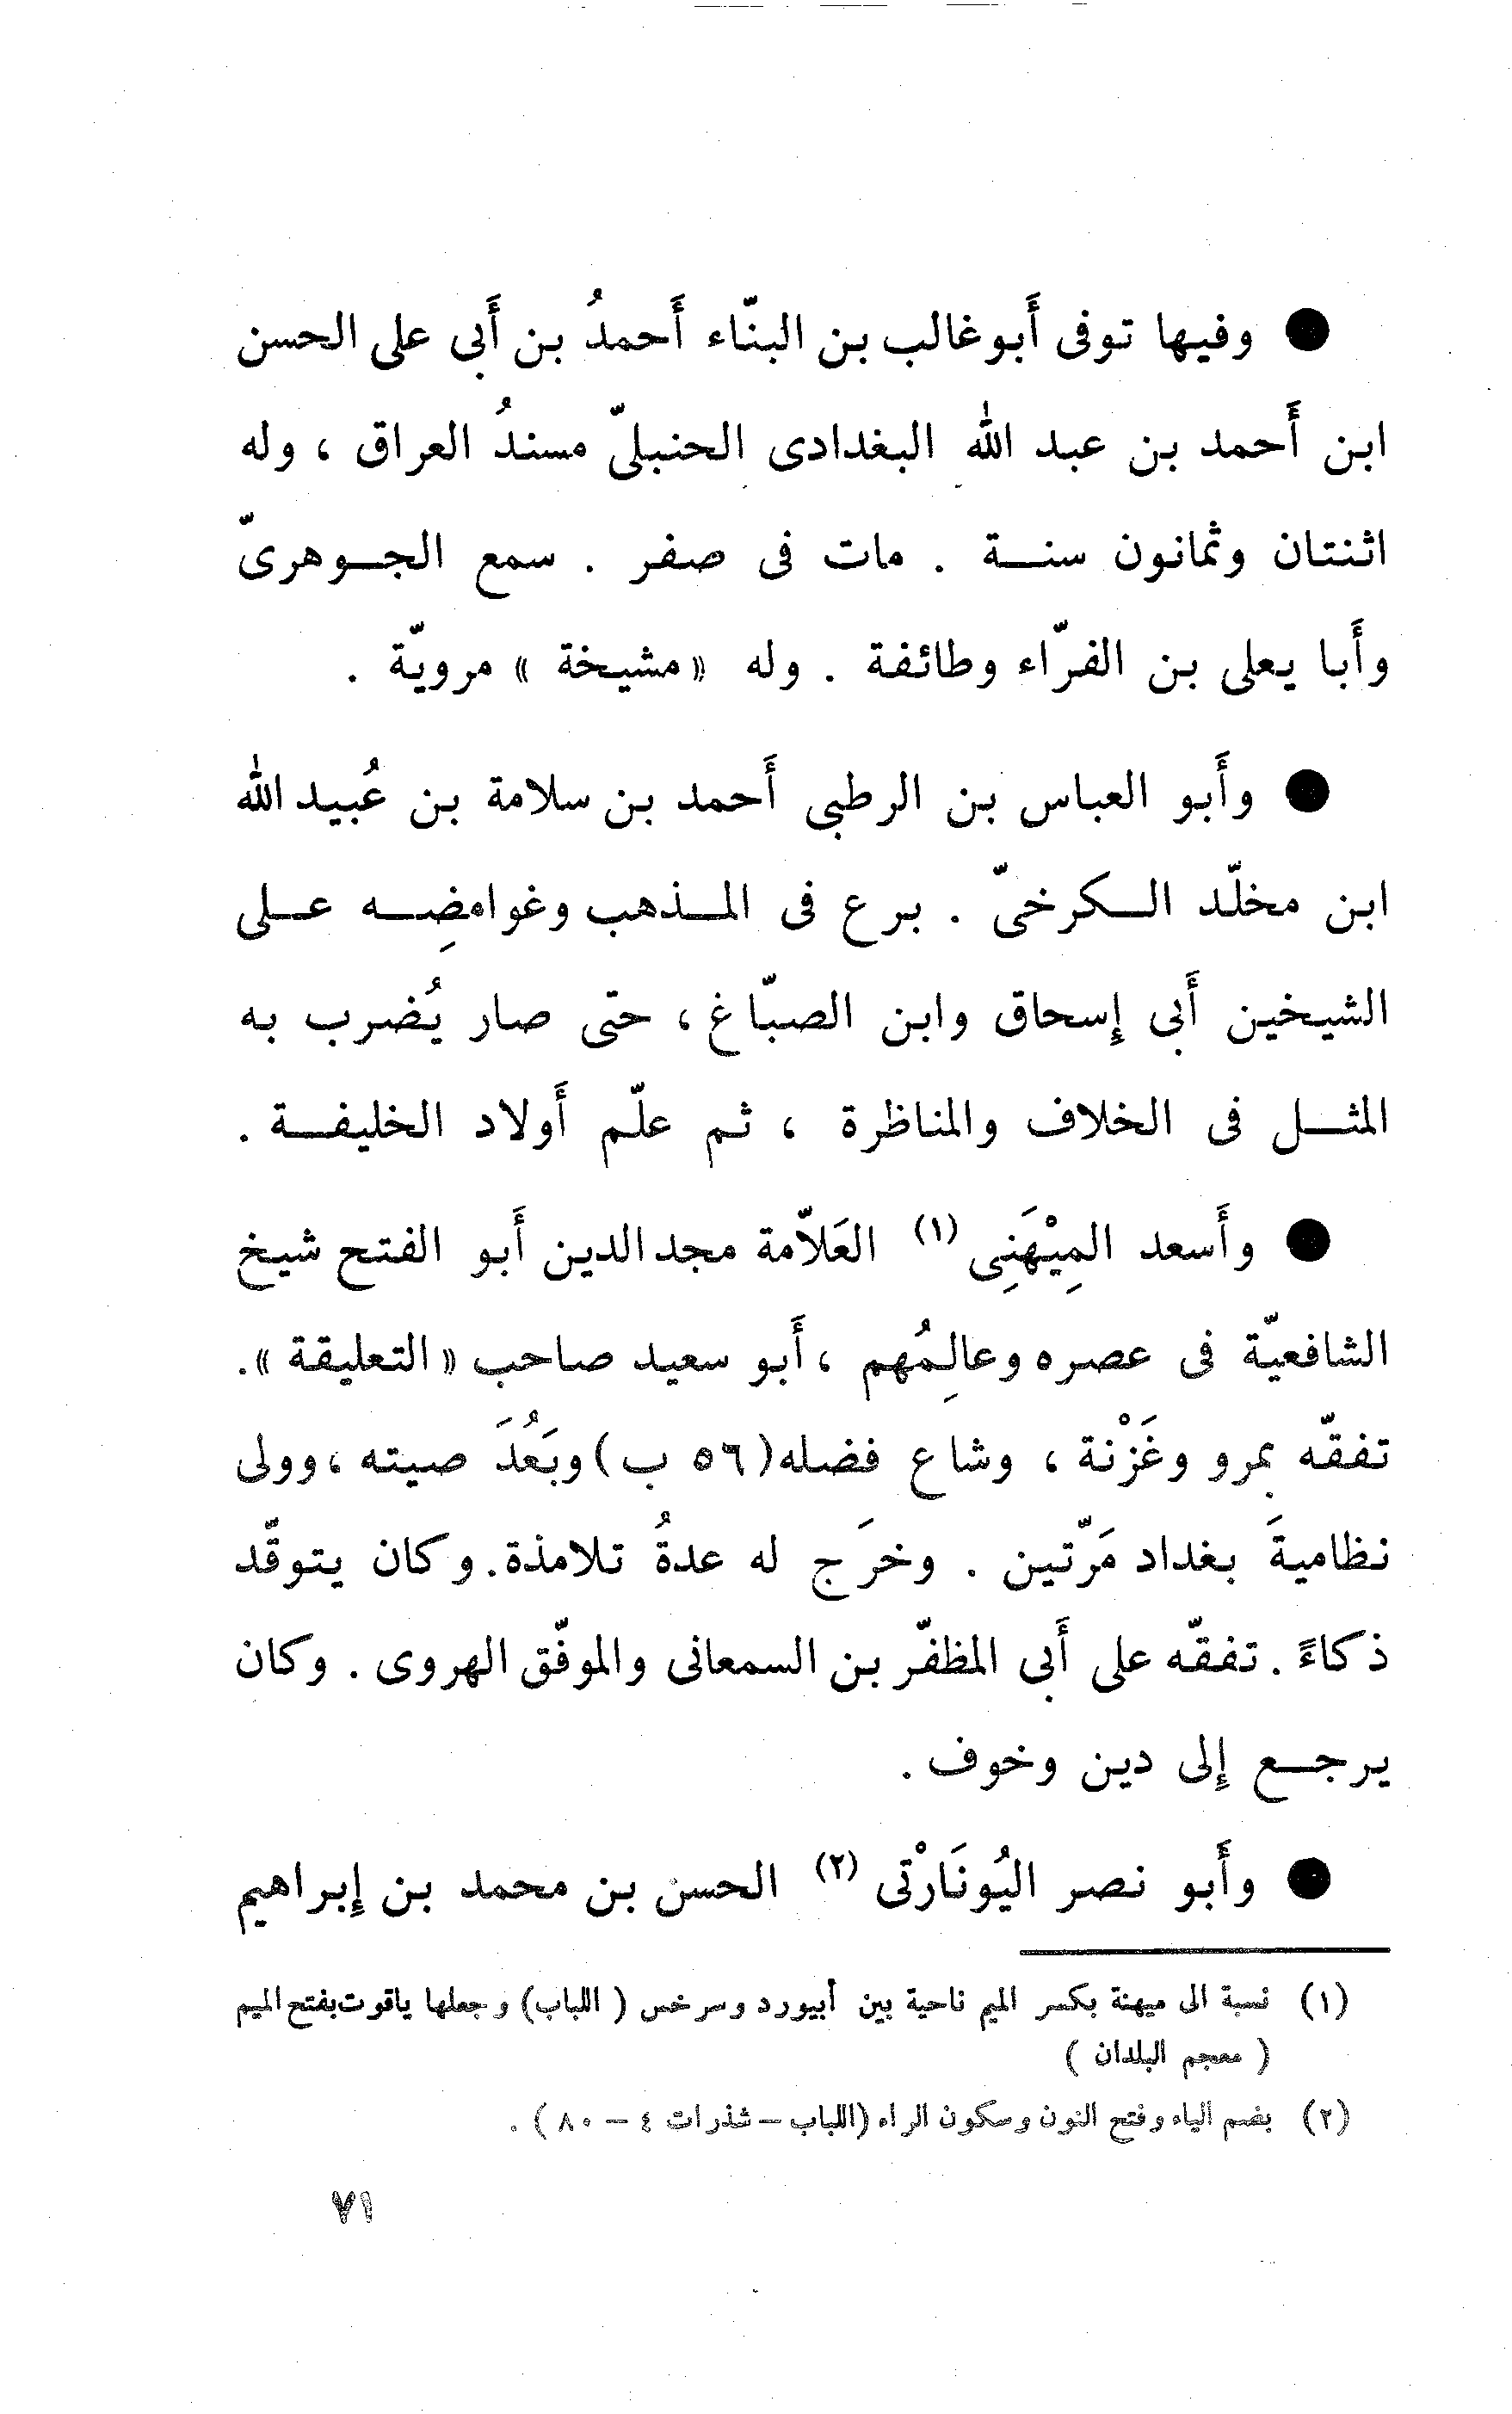 ● وفيها توفى أَبو غالب بن البنّاء أَحمدُ بن أَبى على الحسن
ابن أَحمد بن عبد الله البغدادى الحنبلىّ مسندُ العراق ، وله
اثنتان وثمانون سنة . مات فى صفر . سمع الجوهرىّ
وأَبا يعلى بن الفرّاء وطائفة . وله « مشيخة » مرويّة .
● وأَبو العباس بن الرطبى أَحمد بن سلامة بن عُبيد الله
ابن مخلّد الكرخىّ . برع فى المذهب وغوامضِه على
الشيخين أَبى إِسحاق وابن الصبّاغ ، حتى صار يُضرب به
المثل فى الخلاف والمناظرة ، ثم علّم أَولاد الخليفة .
● وأَسعد المِيْهَنِى (١) العَلاّمة مجد الدين أَبو الفتح شيخ
الشافعيّة فى عصره وعالِمُهم ، أَبو سعيد صاحب « التعليقة ».
تفقّه بمرو وغَزْنة ، وشاع فضله (٥٦ ب) وبَعُدَ صيته ، وولى
نظاميةَ بغداد مَرّتين . وخرَج له عدةُ تلامذة. وكان يتوقّد
ذكاءً . تفقّه على أَبى المظفّر بن السمعانى والموفّق الهروى . وكان
يرجع إِلى دين وخوف .
● وأَبو نصر اليُونَارْتى (٢) الحسن بن محمد بن إِبراهيم
(١) نسبة الى ميهنة بكسر الميم ناحية بين أبيورد وسرخس ( اللباب) وجعلها ياقوت بفتح الميم
( معجم البلدان )
(٢) بضم الياء وفتح النون وسكون الراء (اللباب – شذرات ٤ – ٨٠ ) .
٧١